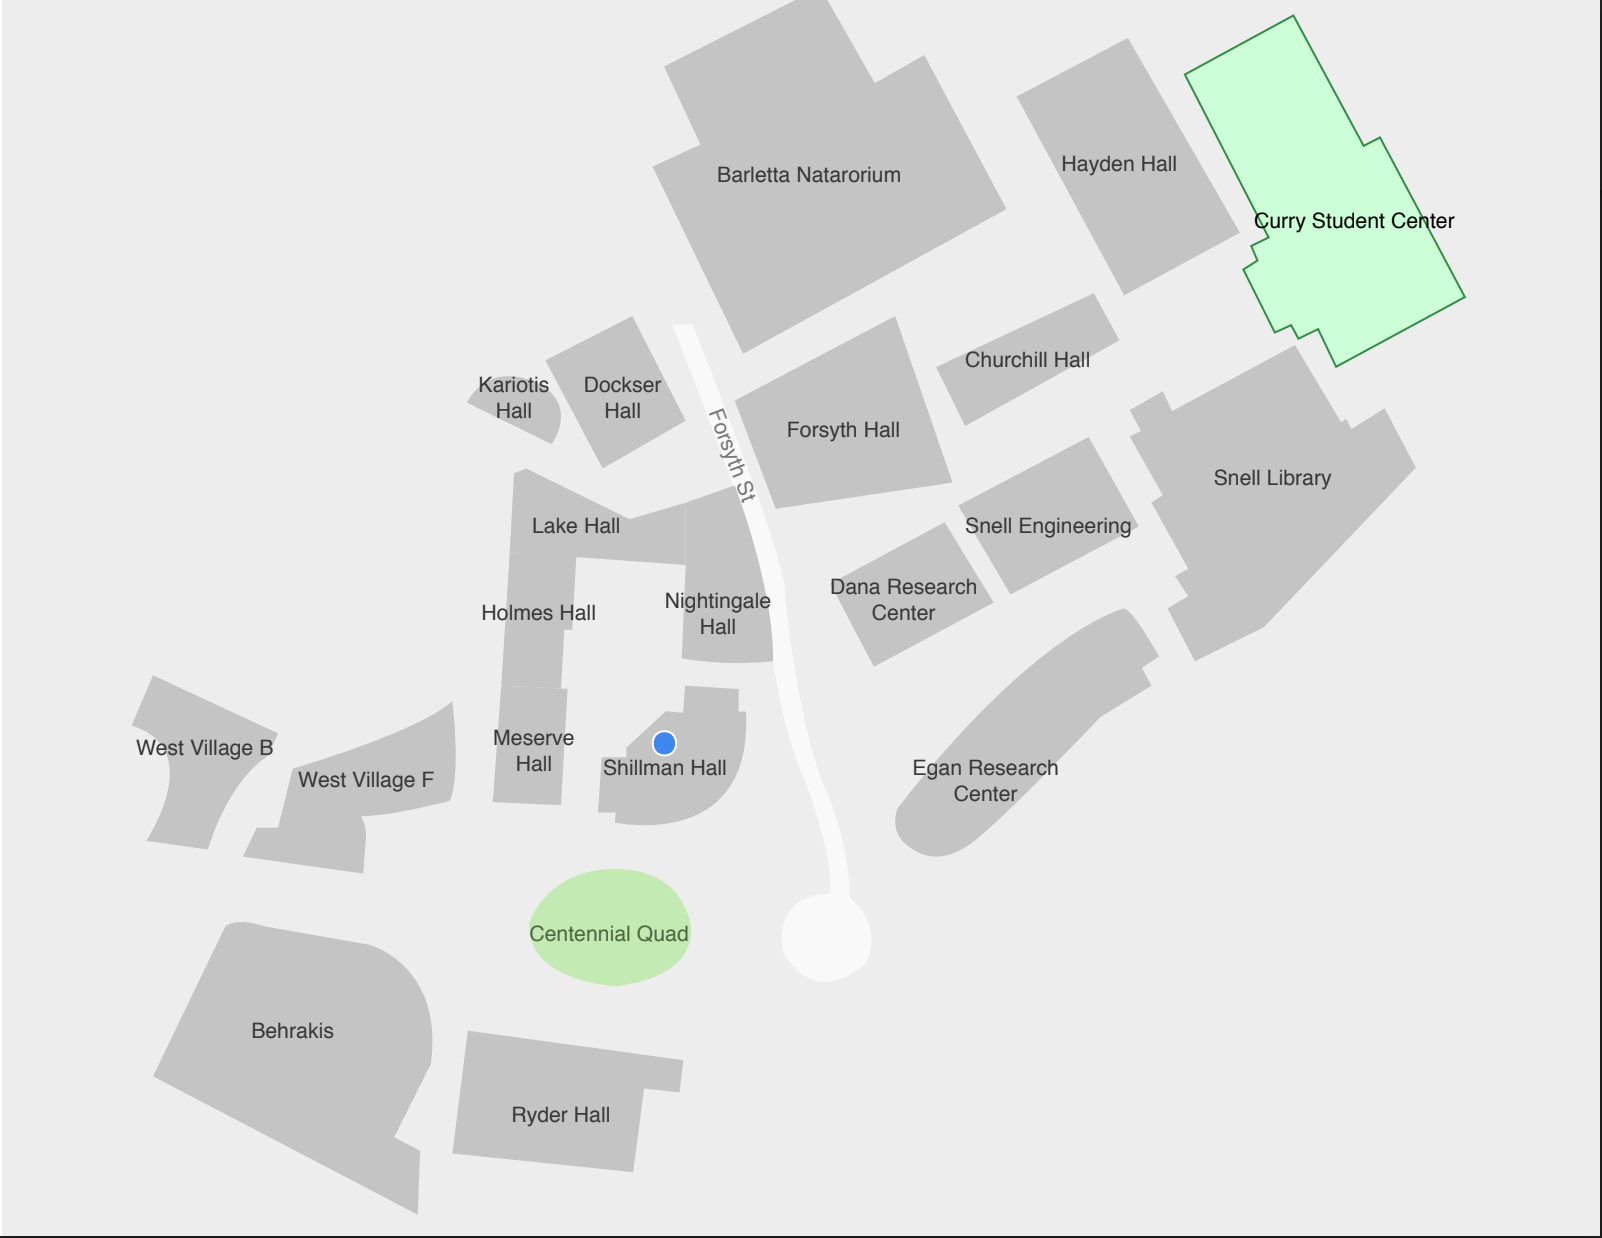 Barletta Natarorium
Hayden Hall
Curry Student Center
Kariotis
Hall
Dockser
Hall
Forsyth St
Forsyth Hall
Churchill Hall
Snell Library
Lake Hall
Snell Engineering
Holmes Hall
Nightingale
Hall
Dana Research
Center
West Village B
West Village F
Meserve
Hall
Shillman Hall
Egan Research
Center
Centennial Quad
Behrakis
Ryder Hall